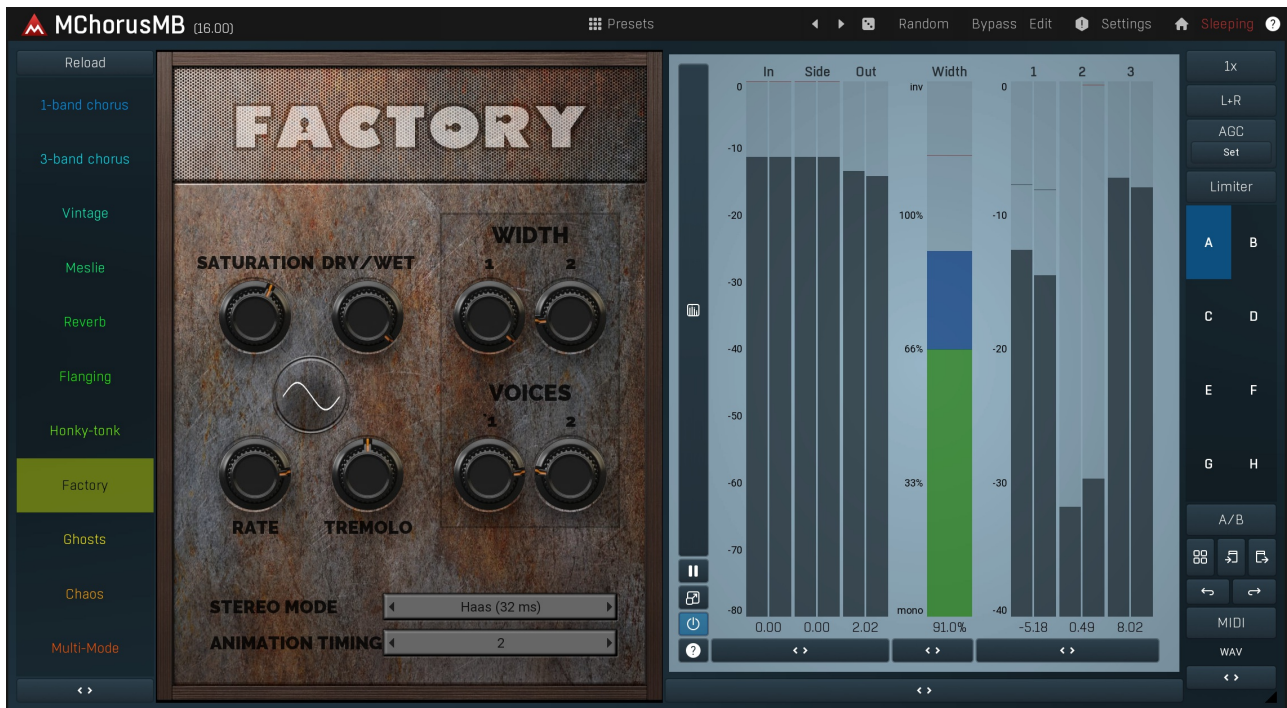 MChorusMB (16.00)
Presets
Random
Bypass
Edit
Settings
Sleeping
?
Reload
1-band chorus
3-band chorus
Vintage
Meslie
Reverb
Flanging
Honky-tonk
Factory
Ghosts
Chaos
Multi-Mode
FACTORY
WIDTH
SATURATION DRY/WET 1 2
VOICES
1 2
RATE TREMOLO
STEREO MODE Haas (32 ms)
ANIMATION TIMING 2
In Side Out Width 1 2 3
0 inv 0
-10
-20 100% -10
-30
-40 66% -20
-50
-60 33% -30
-70
-80 mono -40
0.00 0.00 2.02 91.0% -5.18 0.49 8.02
?
1x
L+R
AGC
Set
Limiter
A B
C D
E F
G H
A/B
MIDI
WAV